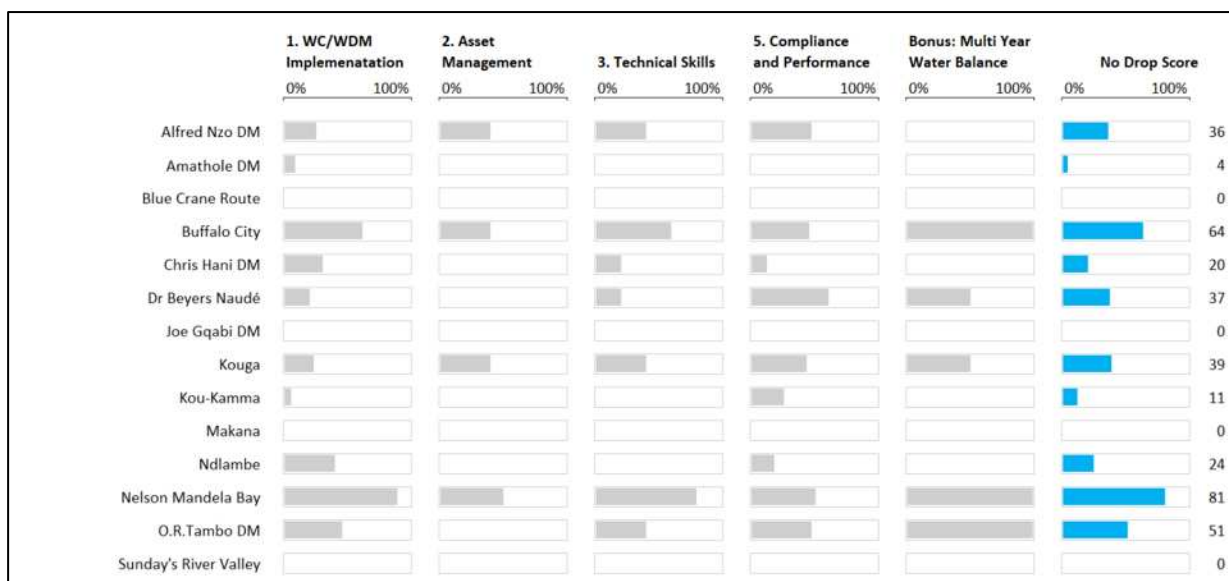 1. WC/WDM Implemenatation
2. Asset Management
3. Technical Skills
5. Compliance and Performance
Bonus: Multi Year Water Balance
No Drop Score
0% 100% 0% 100% 0% 100% 0% 100% 0% 100% 0% 100%
Alfred Nzo DM 36
Amathole DM 4
Blue Crane Route 0
Buffalo City 64
Chris Hani DM 20
Dr Beyers Naudé 37
Joe Gqabi DM 0
Kouga 39
Kou-Kamma 11
Makana 0
Ndlambe 24
Nelson Mandela Bay 81
O.R.Tambo DM 51
Sunday's River Valley 0